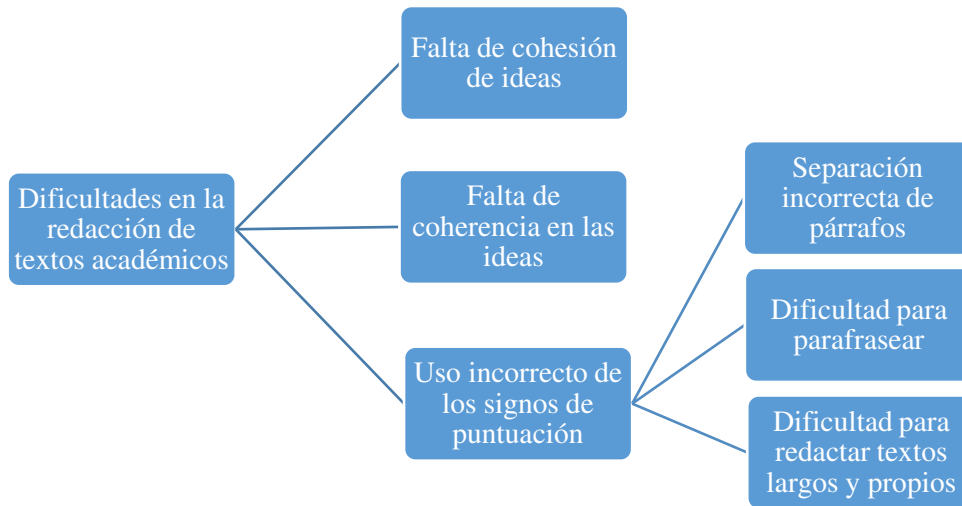 Dificultades en la
redacción de
textos académicos
Falta de cohesión
de ideas
Falta de
coherencia en las
ideas
Uso incorrecto de
los signos de
puntuación
Separación
incorrecta de
párrafos
Dificultad para
parafrasear
Dificultad para
redactar textos
largos y propios